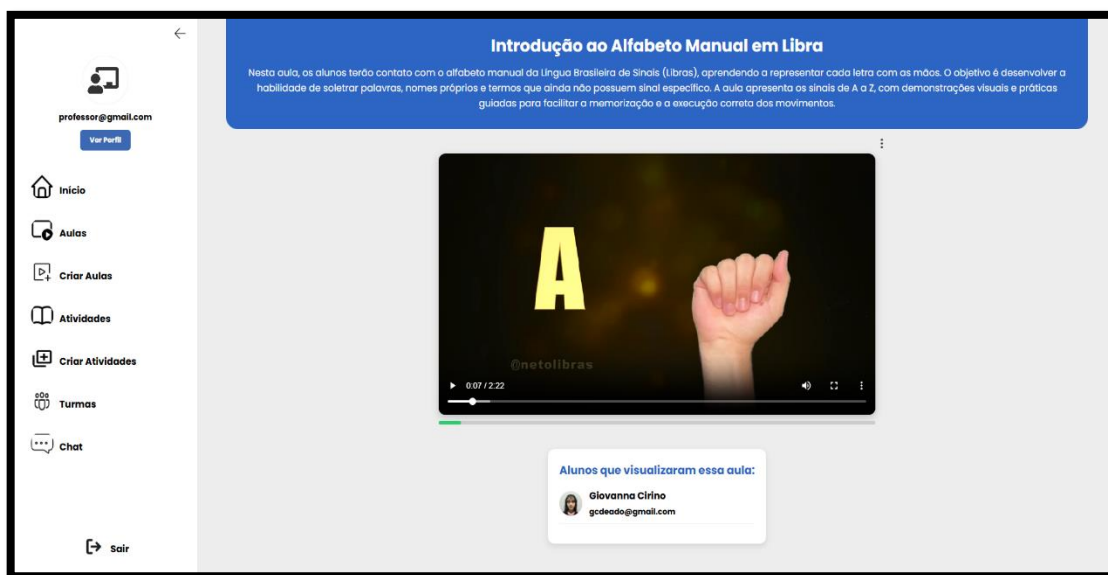 professor@gmail.com
Ver Perfil
Início
Aulas
Criar Aulas
Atividades
Criar Atividades
Turmas
Chat
Sair
Introdução ao Alfabeto Manual em Libra
Nesta aula, os alunos terão contato com o alfabeto manual da Língua Brasileira de Sinais (Libras), aprendendo a representar cada letra com as mãos. O objetivo é desenvolver a
habilidade de soletrar palavras, nomes próprios e termos que ainda não possuem sinal específico. A aula apresenta os sinais de A a Z, com demonstrações visuais e práticas
guiadas para facilitar a memorização e a execução correta dos movimentos.
A
@netolibras
0:07 / 2:22
Alunos que visualizaram essa aula:
Giovanna Cirino
gcdeado@gmail.com